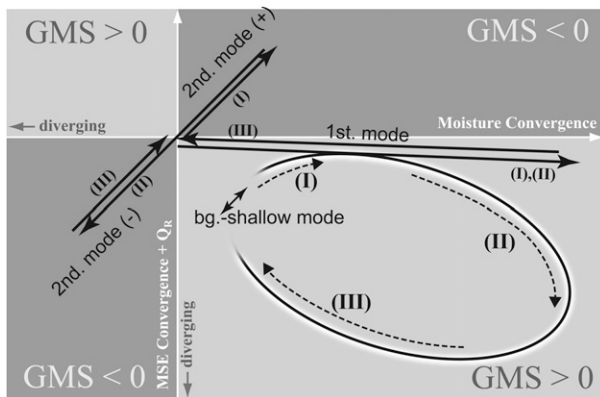 GMS > 0
GMS < 0
2nd. mode (+)
(I)
diverging
Moisture Convergence
(III)
1st. mode
(I),(II)
(III)
(II)
(I)
bg.-shallow mode
(II)
2nd. mode (-)
(III)
MSE Convergence + QR
diverging
GMS < 0
GMS > 0